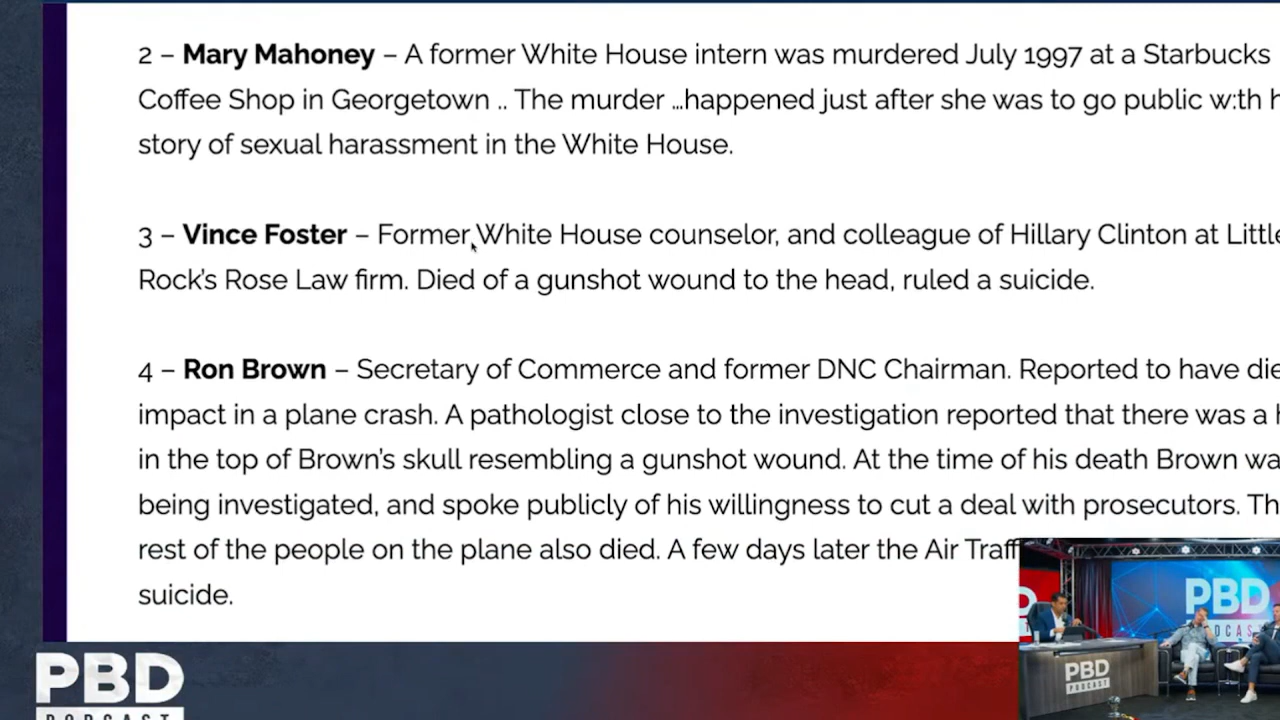 2 – Mary Mahoney – A former White House intern was murdered July 1997 at a Starbucks
Coffee Shop in Georgetown .. The murder …happened just after she was to go public w:th h
story of sexual harassment in the White House.
3 – Vince Foster – Former White House counselor, and colleague of Hillary Clinton at Little
Rock's Rose Law firm. Died of a gunshot wound to the head, ruled a suicide.
4 – Ron Brown – Secretary of Commerce and former DNC Chairman. Reported to have die
impact in a plane crash. A pathologist close to the investigation reported that there was a h
in the top of Brown's skull resembling a gunshot wound. At the time of his death Brown wa
being investigated, and spoke publicly of his willingness to cut a deal with prosecutors. Th
rest of the people on the plane also died. A few days later the Air Traff
suicide.
PBD
PODCAST
PBD
PODCAST
PBD
PODCAST